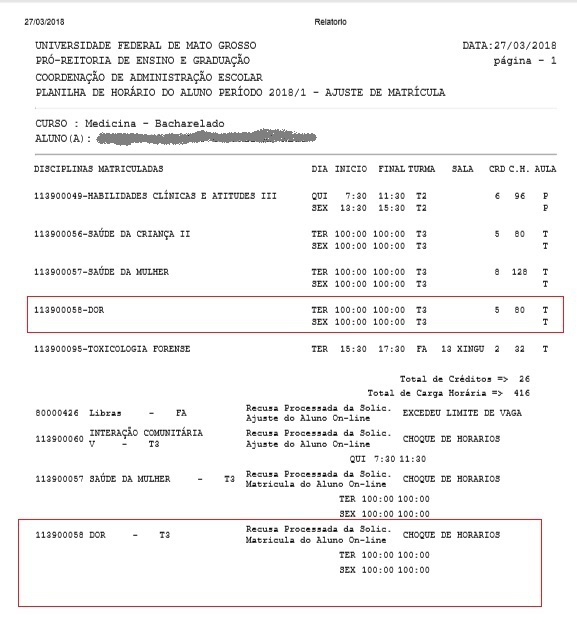 27/03/2018 Relatorio
UNIVERSIDADE FEDERAL DE MATO GROSSO DATA:27/03/2018
PRÓ-REITORIA DE ENSINO E GRADUAÇÃO página - 1
COORDENAÇÃO DE ADMINISTRAÇÃO ESCOLAR
PLANILHA DE HORÁRIO DO ALUNO PERÍODO 2018/1 - AJUSTE DE MATRÍCULA
CURSO : Medicina - Bacharelado
ALUNO(A):
DISCIPLINAS MATRICULADAS DIA INICIO FINAL TURMA SALA CRD C.H. AULA
113900049-HABILIDADES CLÍNICAS E ATITUDES III QUI 7:30 11:30 T2 6 96 P
SEX 13:30 15:30 T2 P
113900056-SAÚDE DA CRIANÇA II TER 100:00 100:00 T3 5 80 T
SEX 100:00 100:00 T3 T
113900057-SAÚDE DA MULHER TER 100:00 100:00 T3 8 128 T
SEX 100:00 100:00 T3 T
113900058-DOR TER 100:00 100:00 T3 5 80 T
SEX 100:00 100:00 T3 T
113900095-TOXICOLOGIA FORENSE TER 15:30 17:30 FA 13 XINGU 2 32 T
Total de Créditos => 26
Total de Carga Horária => 416
80000426 Libras - FA Recusa Processada da Solic. Ajuste do Aluno On-line EXCEDEU LIMITE DE VAGA
113900060 INTERAÇÃO COMUNITÁRIA V - T3 Recusa Processada da Solic. Ajuste do Aluno On-line CHOQUE DE HORARIOS
QUI 7:30 11:30
113900057 SAÚDE DA MULHER - T3 Recusa Processada da Solic. Matricula do Aluno On-line CHOQUE DE HORARIOS
TER 100:00 100:00
SEX 100:00 100:00
113900058 DOR - T3 Recusa Processada da Solic. Matricula do Aluno On-line CHOQUE DE HORARIOS
TER 100:00 100:00
SEX 100:00 100:00